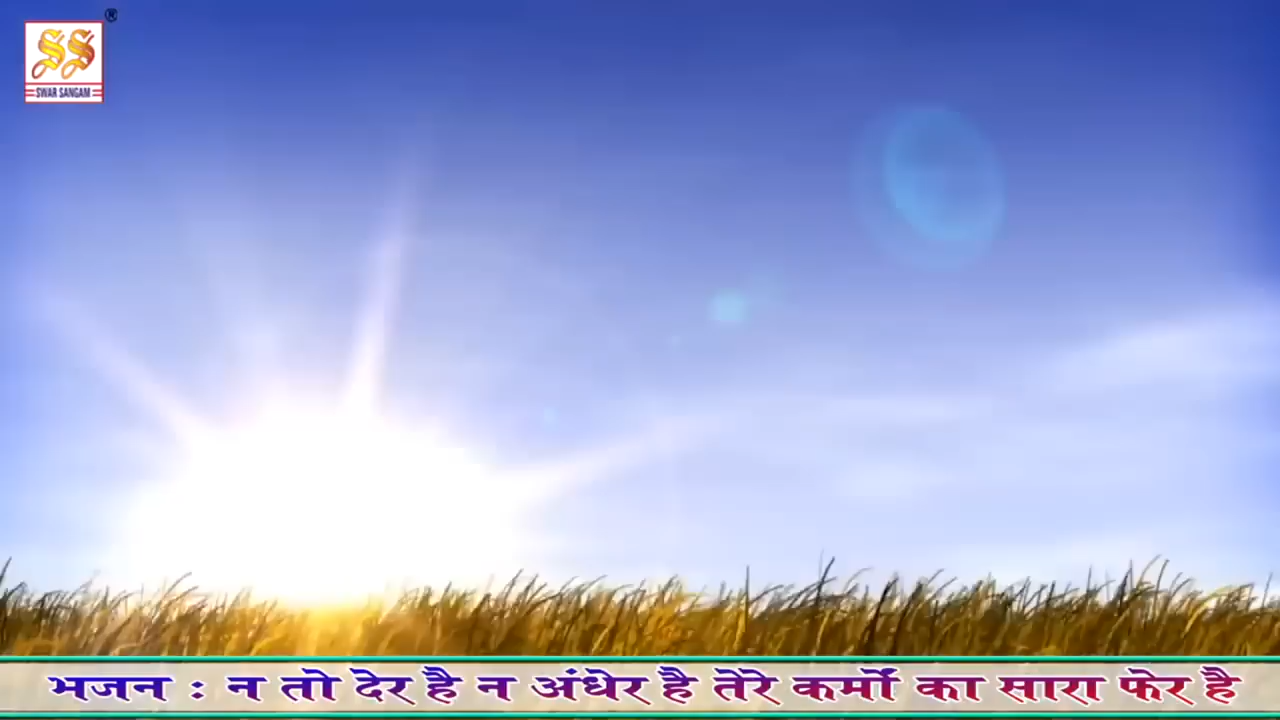 ®
SS
SWAR SANGAM
भजन : न तो देर है न अंधेर है तेरे कर्मो का सारा फेर है